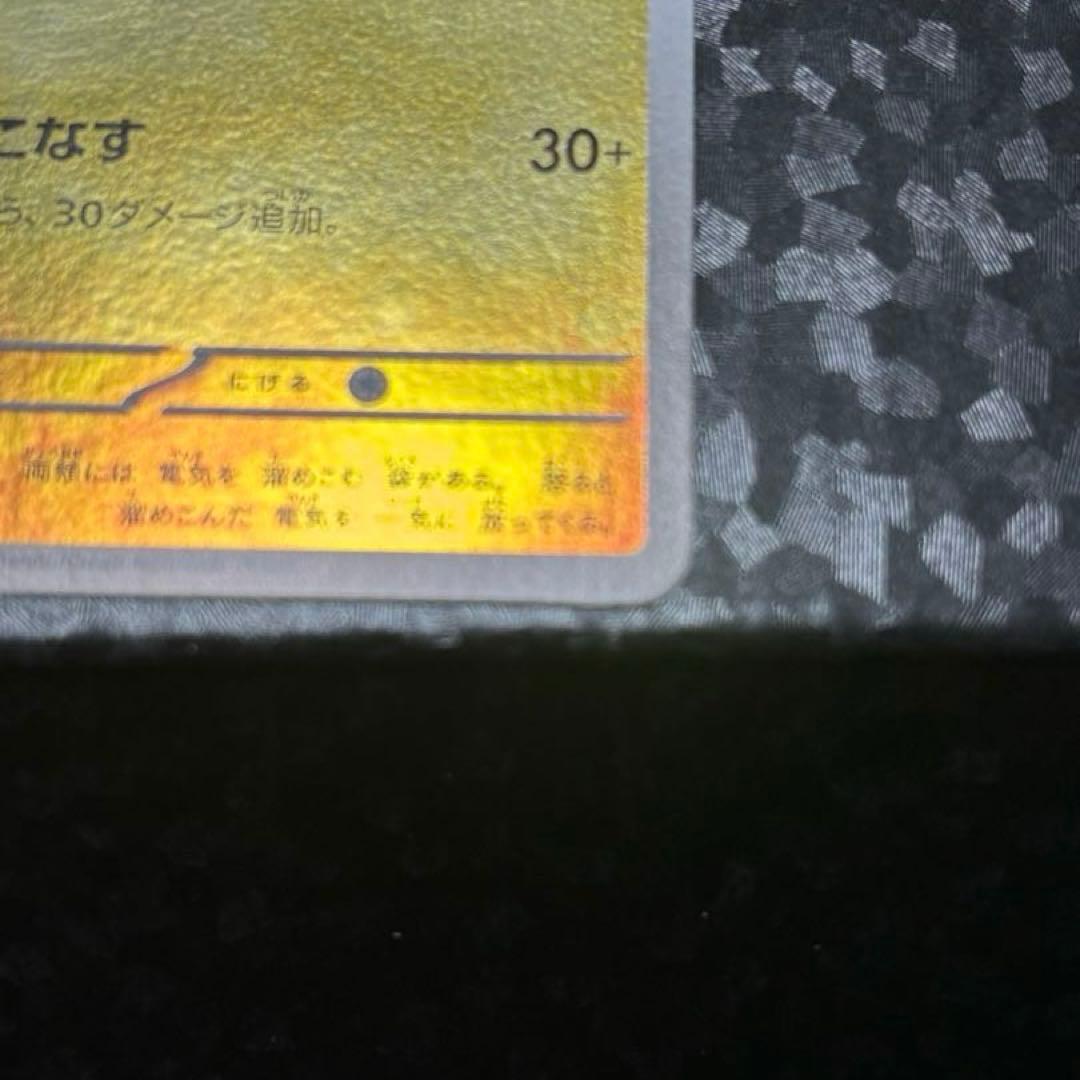 こなす 30+
う、30ダメージ追加。
にげる
両頬には 電気を 溜めこむ 袋がある。 怒ると
溜めこんだ 電気を 一気に 放ってくる。